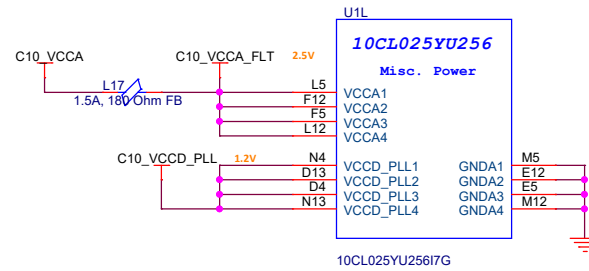 U1L
10CL025YU256
Misc. Power
C10_VCCA
C10_VCCA_FLT
2.5V
L17
1.5A, 180 Ohm FB
L5
VCCA1
F12
VCCA2
F5
VCCA3
L12
VCCA4
C10_VCCD_PLL
1.2V
N4
VCCD_PLL1
GNDA1
M5
D13
VCCD_PLL2
GNDA2
E12
D4
VCCD_PLL3
GNDA3
E5
N13
VCCD_PLL4
GNDA4
M12
10CL025YU256I7G